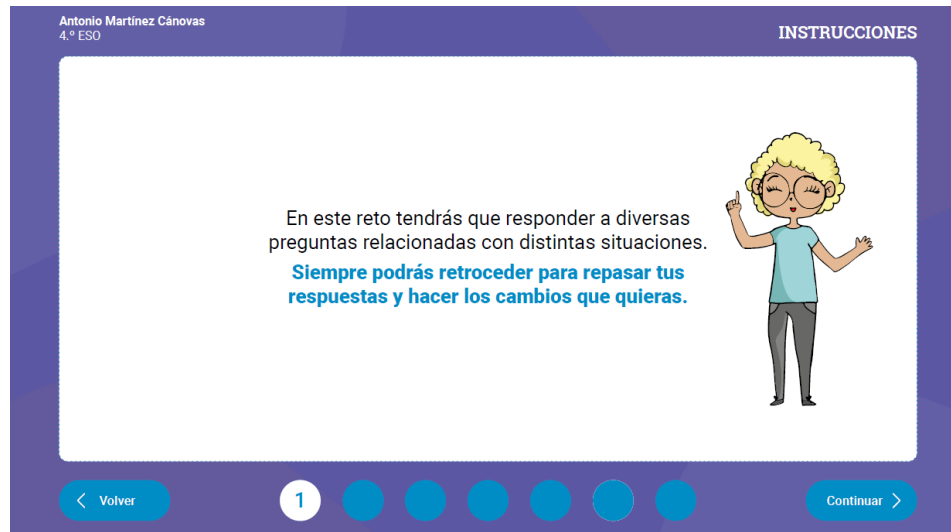 Antonio Martínez Cánovas
4.º ESO
INSTRUCCIONES
En este reto tendrás que responder a diversas
preguntas relacionadas con distintas situaciones.
Siempre podrás retroceder para repasar tus
respuestas y hacer los cambios que quieras.
Volver
1
Continuar